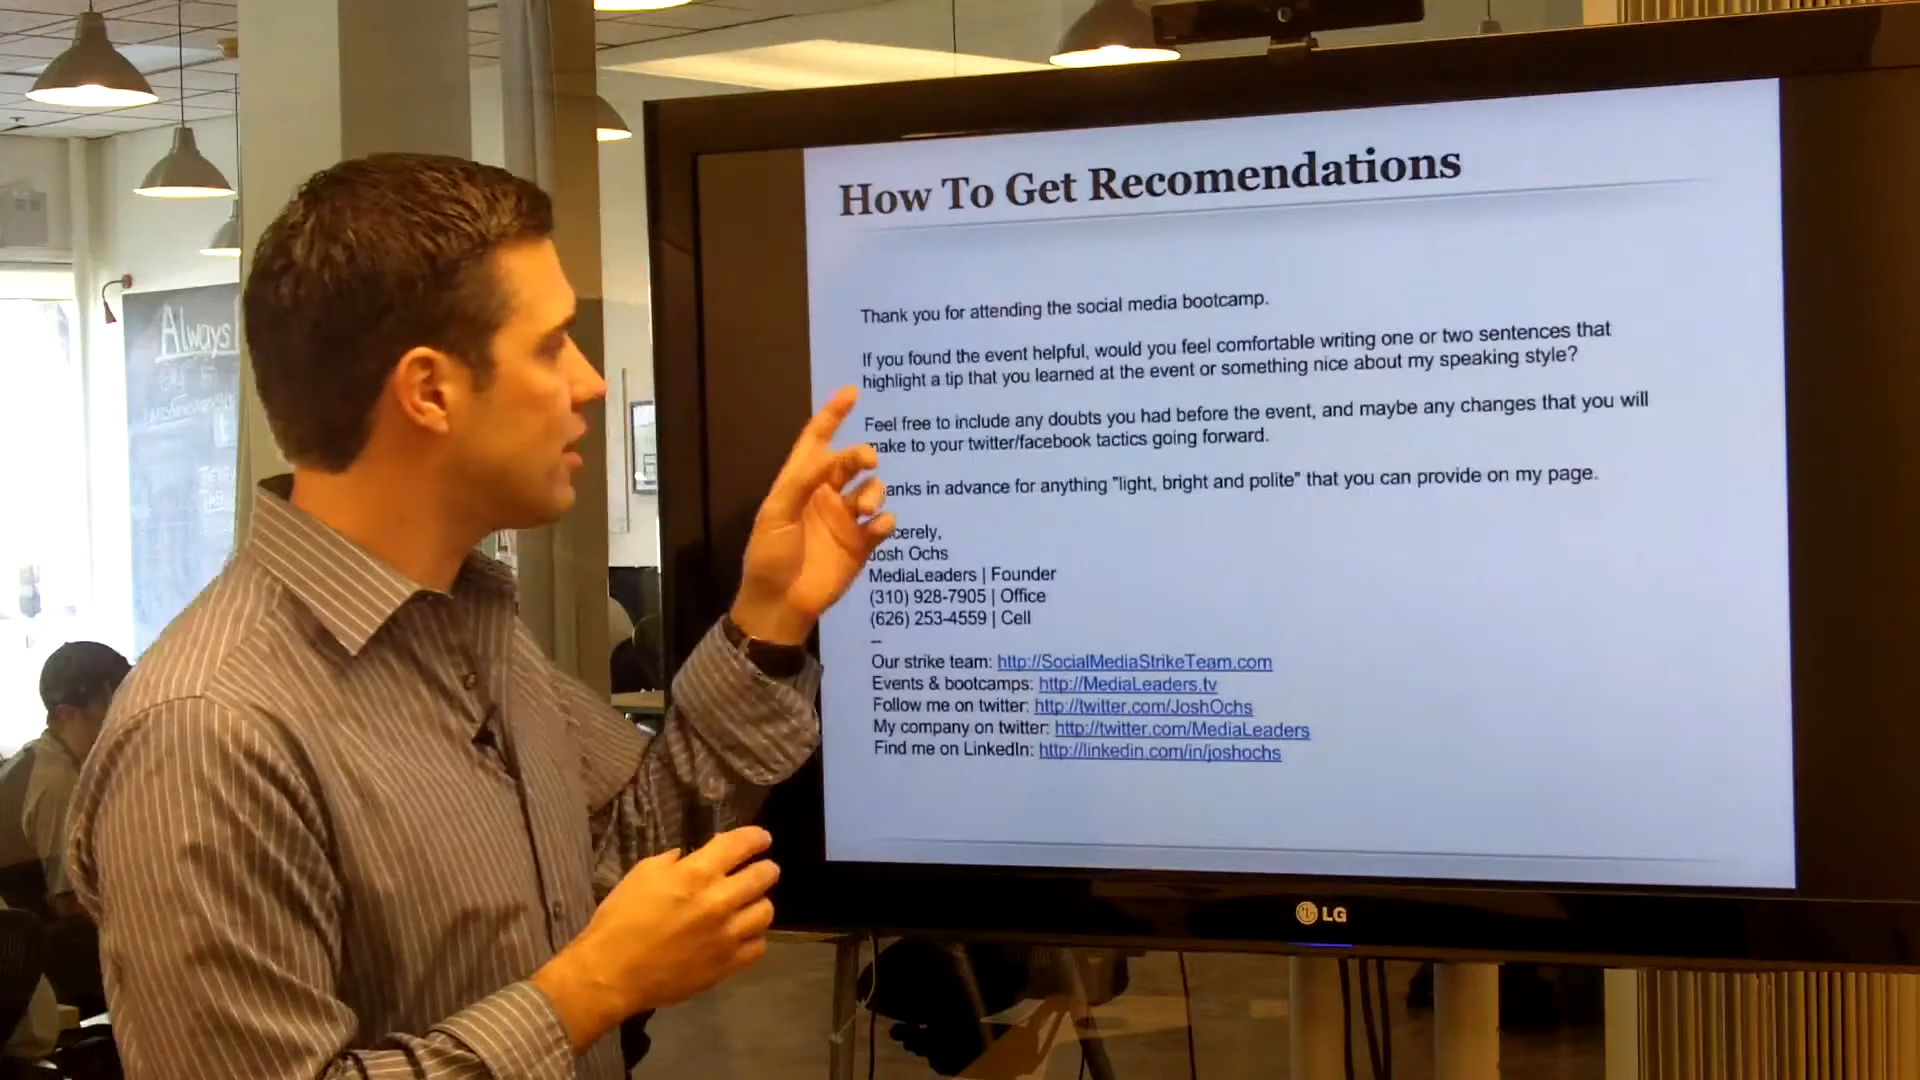 How To Get Recomendations
Thank you for attending the social media bootcamp.
If you found the event helpful, would you feel comfortable writing one or two sentences that
highlight a tip that you learned at the event or something nice about my speaking style?
Feel free to include any doubts you had before the event, and maybe any changes that you will
make to your twitter/facebook tactics going forward.
anks in advance for anything "light, bright and polite" that you can provide on my page.
cerely,
Josh Ochs
MediaLeaders | Founder
(310) 928-7905 | Office
(626) 253-4559 | Cell
--
Our strike team: http://SocialMediaStrikeTeam.com
Events & bootcamps: http://MediaLeaders.tv
Follow me on twitter: http://twitter.com/JoshOchs
My company on twitter: http://twitter.com/MediaLeaders
Find me on LinkedIn: http://linkedin.com/in/joshochs
LG
Always